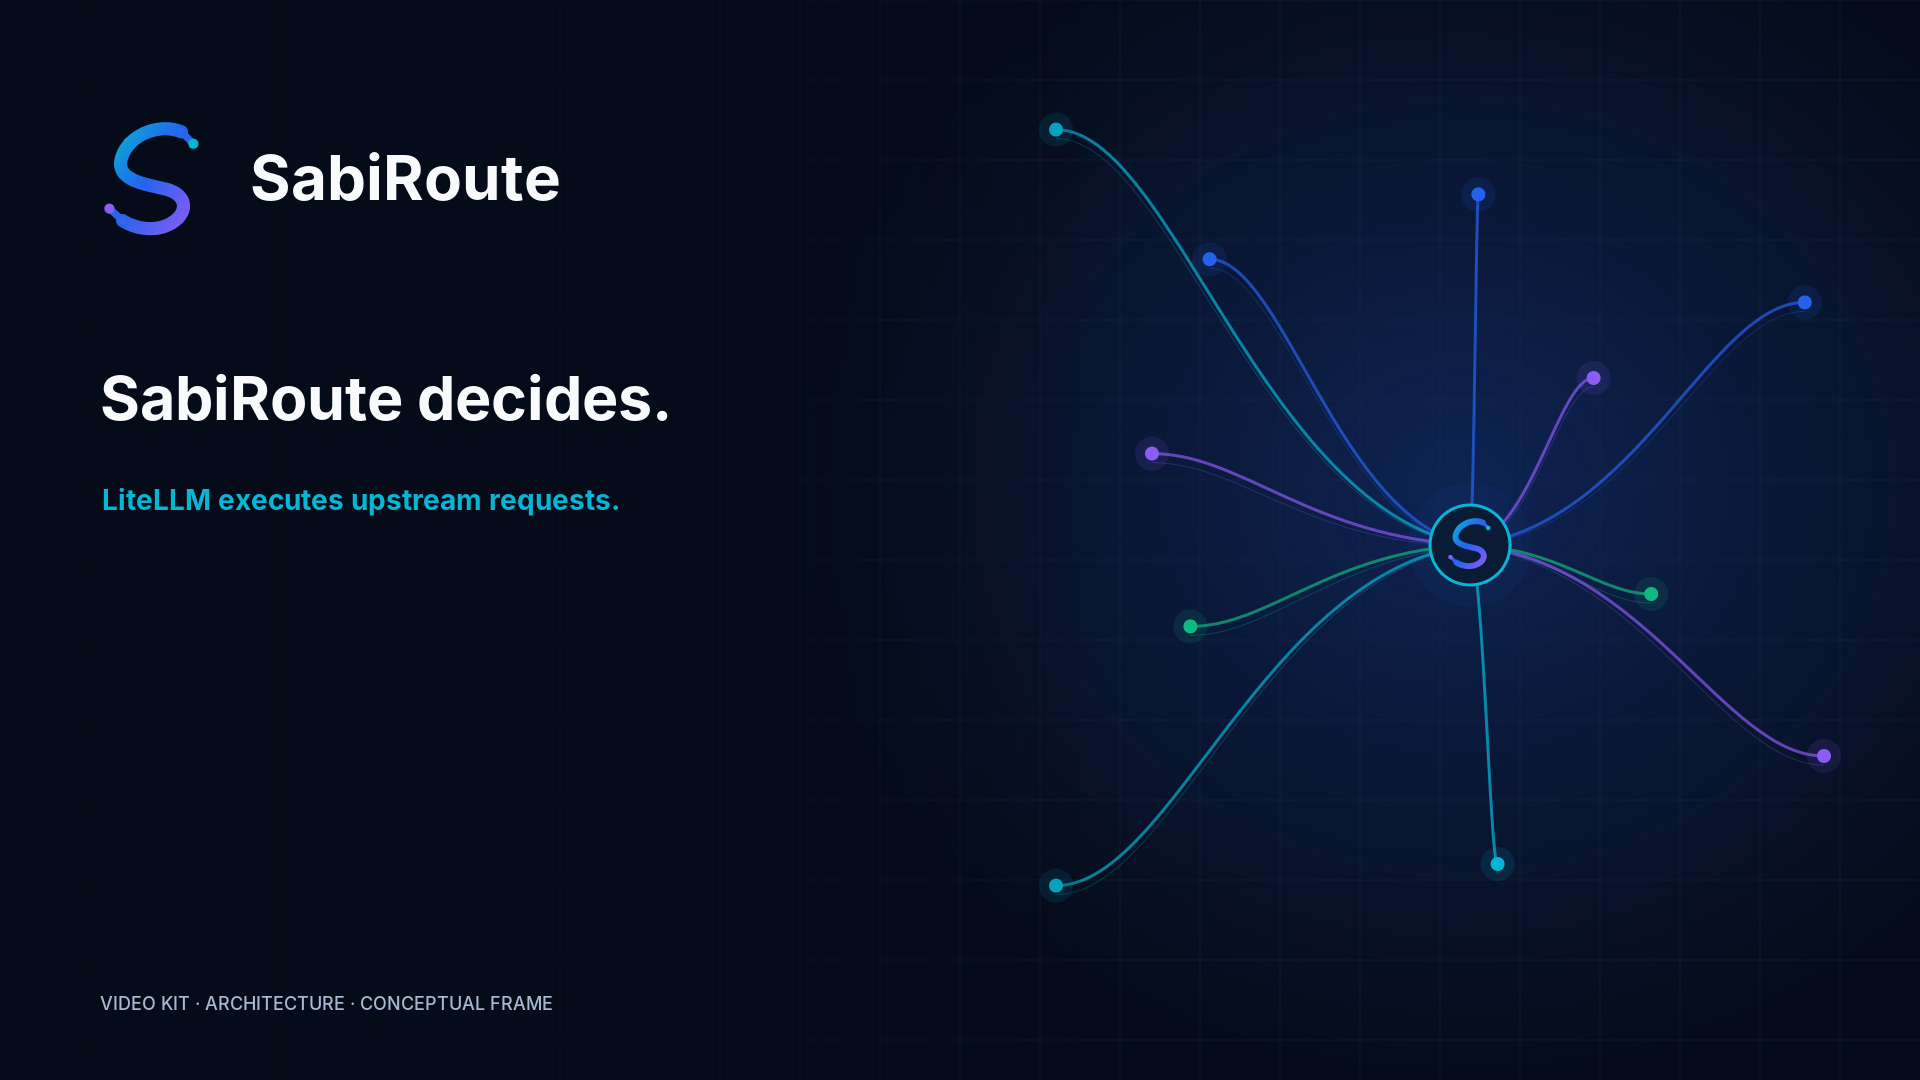 SabiRoute
SabiRoute decides.
LiteLLM executes upstream requests.
VIDEO KIT · ARCHITECTURE · CONCEPTUAL FRAME